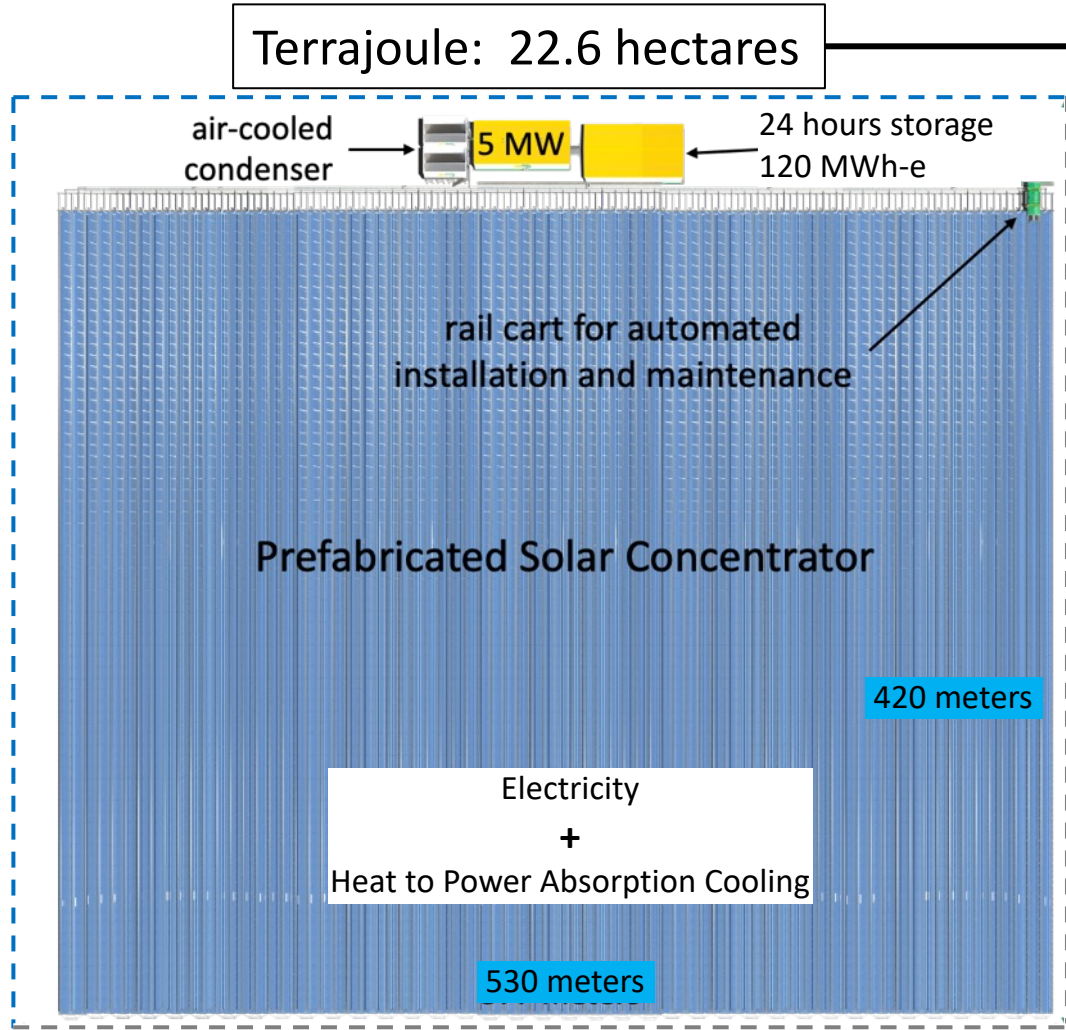 Terrajoule:  22.6 hectares
air-cooled
condenser
5 MW
24 hours storage
120 MWh-e
rail cart for automated
installation and maintenance
Prefabricated Solar Concentrator
420 meters
Electricity
+
Heat to Power Absorption Cooling
530 meters